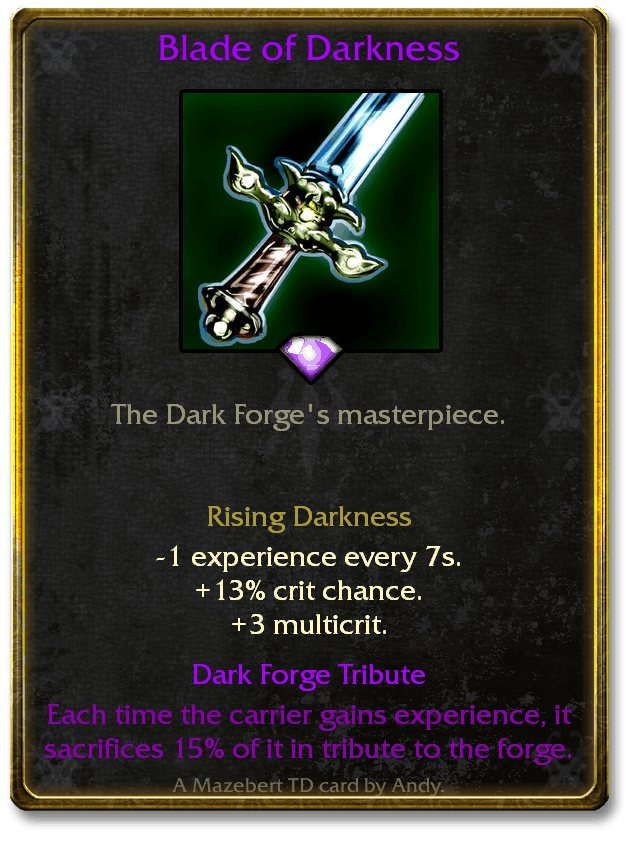 Blade of Darkness
The Dark Forge's masterpiece.
Rising Darkness
-1 experience every 7s.
+13% crit chance.
+3 multicrit.
Dark Forge Tribute
Each time the carrier gains experience, it
sacrifices 15% of it in tribute to the forge.
A Mazebert TD card by Andy.